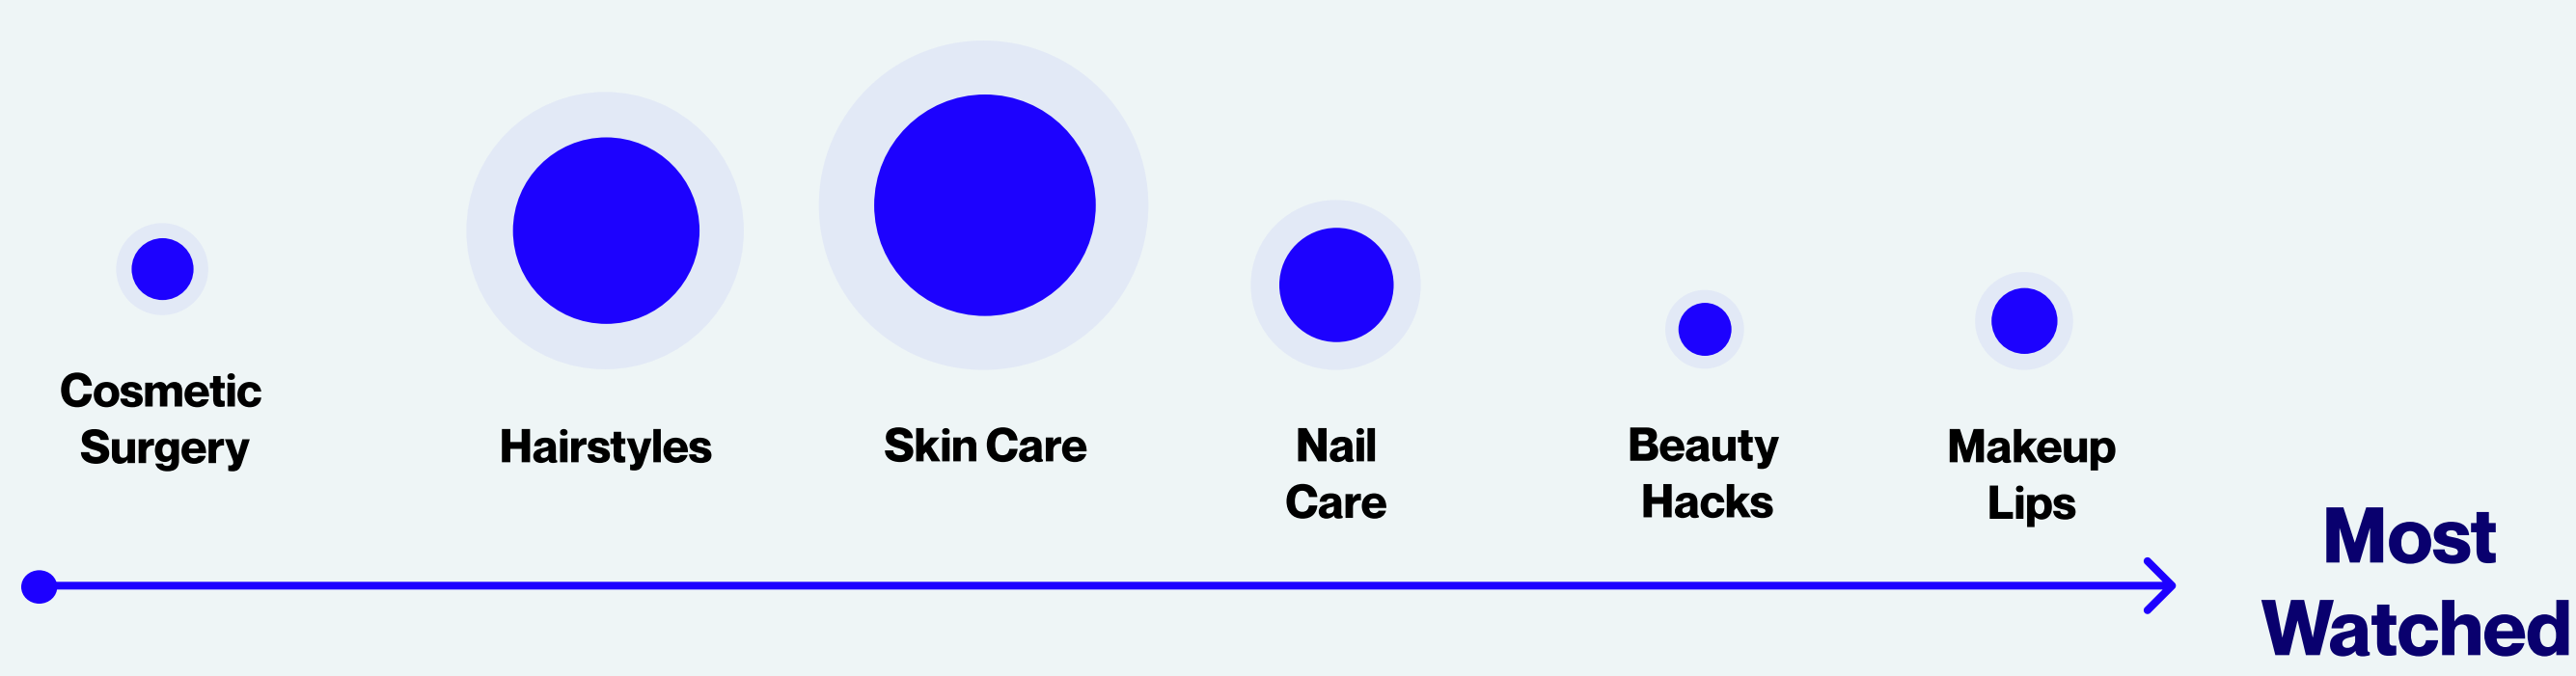 Cosmetic
Surgery
Hairstyles
Skin Care
Nail
Care
Beauty
Hacks
Makeup
Lips
Most
Watched